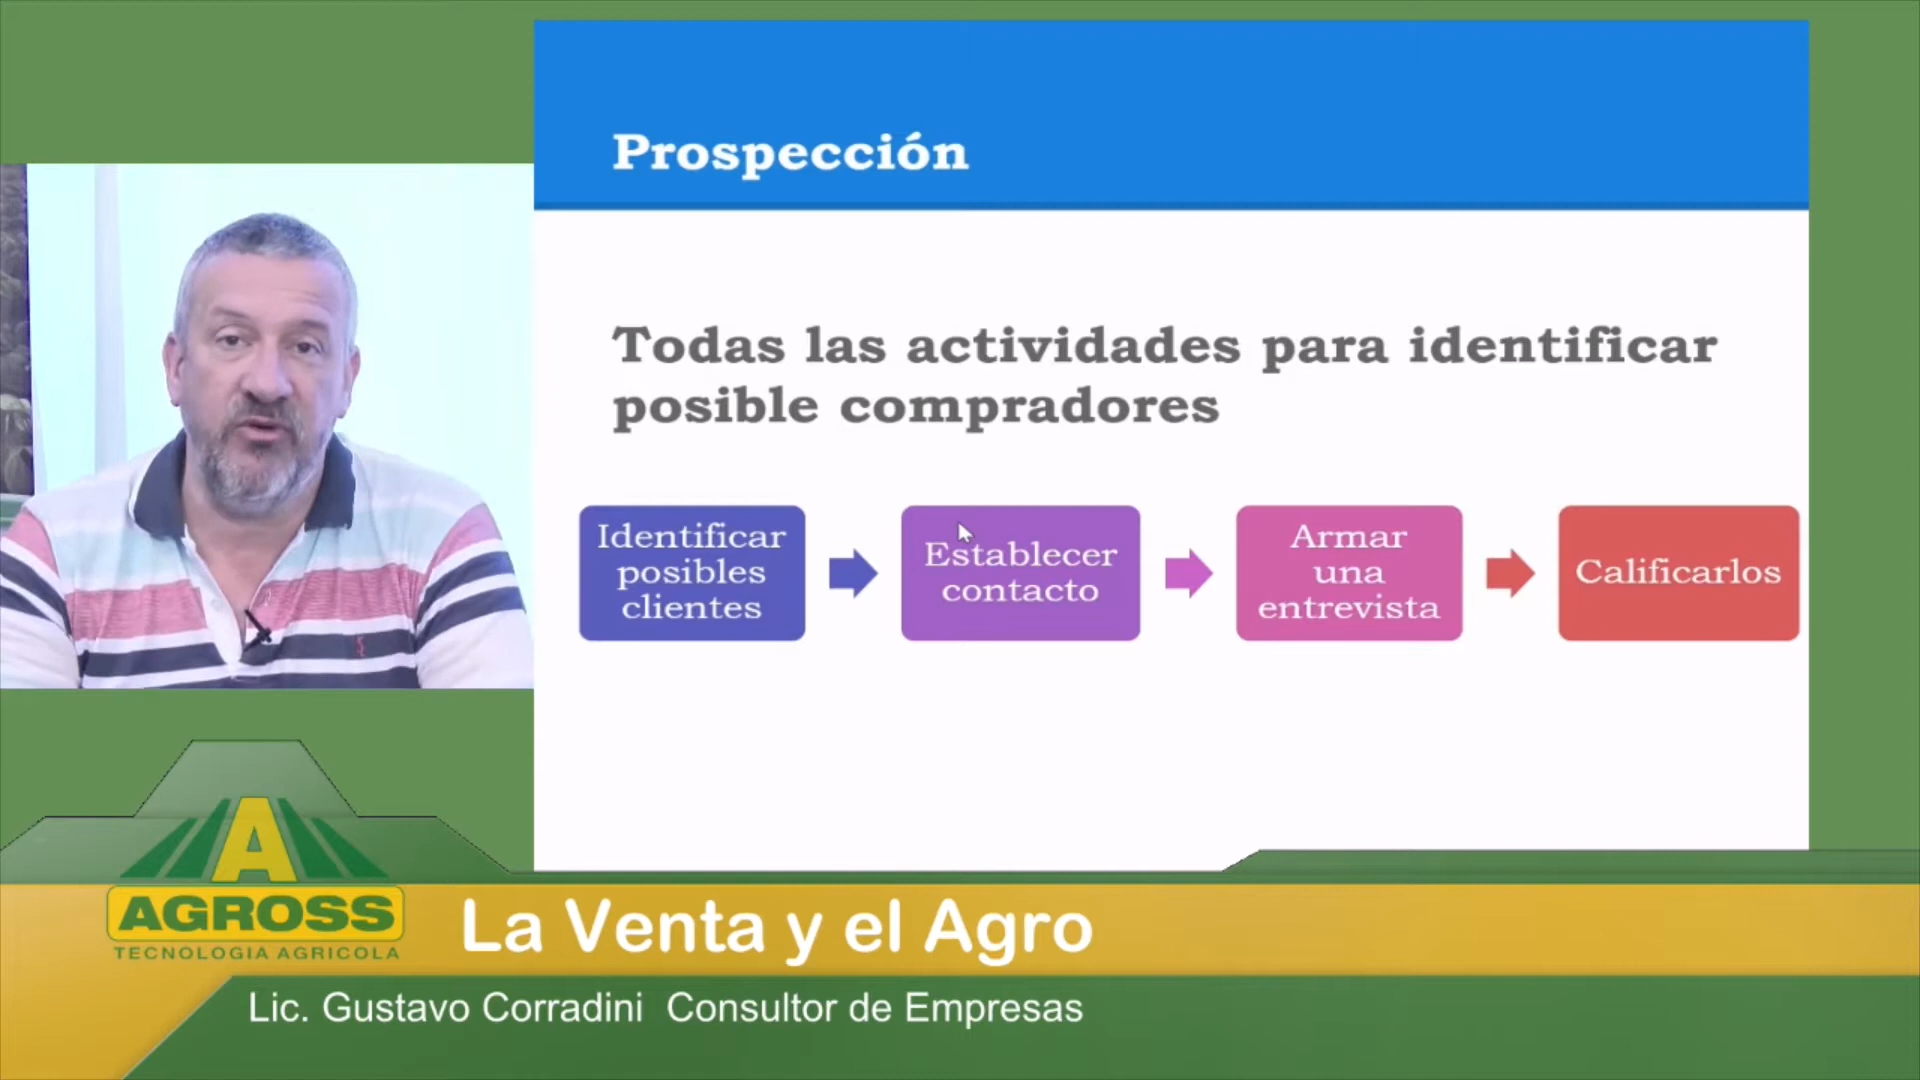 Prospección
Todas las actividades para identificar
posible compradores
Identificar
posibles
clientes
Establecer
contacto
Armar
una
entrevista
Calificarlos
A
AGROSS
TECNOLOGIA AGRICOLA
La Venta y el Agro
Lic. Gustavo Corradini Consultor de Empresas